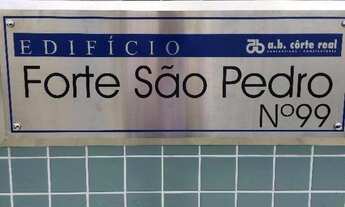 EDIFÍCIO
a.b. côrte real
Forte São Pedro
Nº99